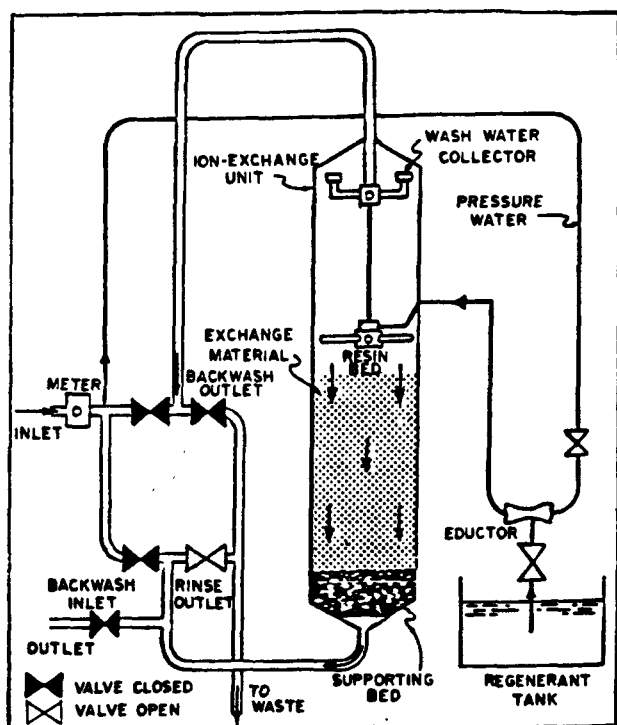 WASH WATER
COLLECTOR
ION-EXCHANGE
UNIT
PRESSURE
WATER
EXCHANGE
MATERIAL
RESIN
BED
BACKWASH
OUTLET
METER
INLET
EDUCTOR
BACKWASH
INLET
RINSE
OUTLET
OUTLET
SUPPORTING
BED
REGENERANT
TANK
VALVE CLOSED
VALVE OPEN
TO
WASTE